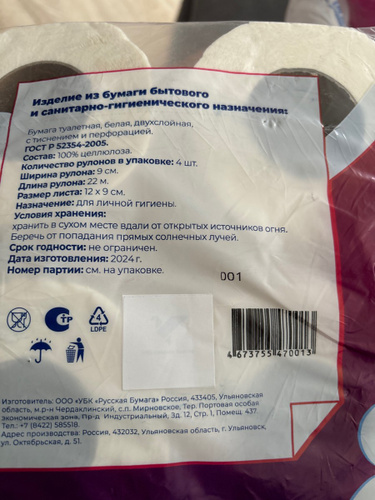 Изделие из бумаги бытового
и санитарно-гигиенического назначения:
Бумага туалетная, белая, двухслойная,
с тиснением и перфорацией.
ГОСТ Р 52354-2005.
Состав: 100% целлюлоза.
Количество рулонов в упаковке: 4 шт.
Ширина рулона: 9 см.
Длина рулона: 22 м.
Размер листа: 12 х 9 см.
Назначение: для личной гигиены.
Условия хранения:
хранить в сухом месте вдали от открытых источников огня.
Беречь от попадания прямых солнечных лучей.
Срок годности: не ограничен.
Дата изготовления: 2024 г.
Номер партии: см. на упаковке.
001
СТР
4
LDPE
4 673755 470013
Изготовитель: ООО «УБК «Русская Бумага» Россия, 433405, Ульяновская
область, м.р-н Чердаклинский, с.п. Мирновское, Тер. Портовая особая
экономическая зона, Пр-д Индустриальный, Зд. 12, Стр. 1, Помещ. 437
Тел.: +7 (8422) 585518.
Адрес производства: Россия, 432032, Ульяновская область, г. Ульяновск,
ул. Октябрьская, д. 51.